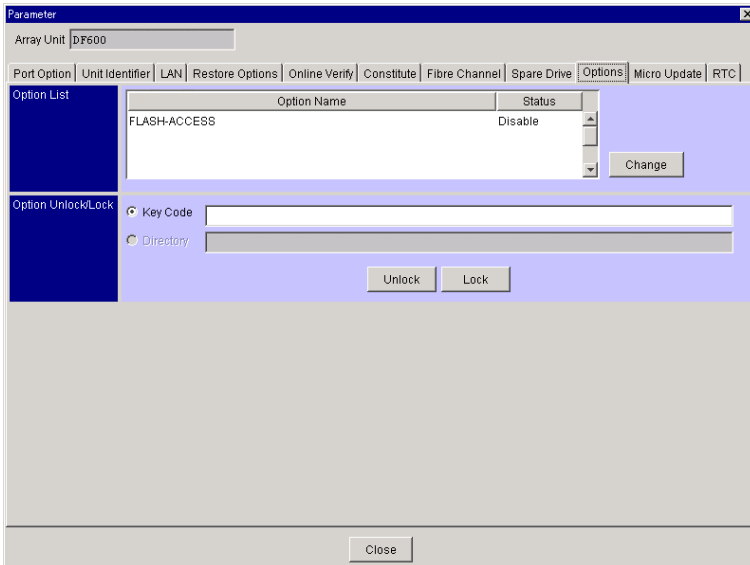 Parameter
Array Unit DF600
Port Option Unit Identifier LAN Restore Options Online Verify Constitute Fibre Channel Spare Drive Options Micro Update RTC
Option List
Option Name Status
FLASH-ACCESS Disable
Change
Option Unlock/Lock
Key Code
Directory
Unlock Lock
Close